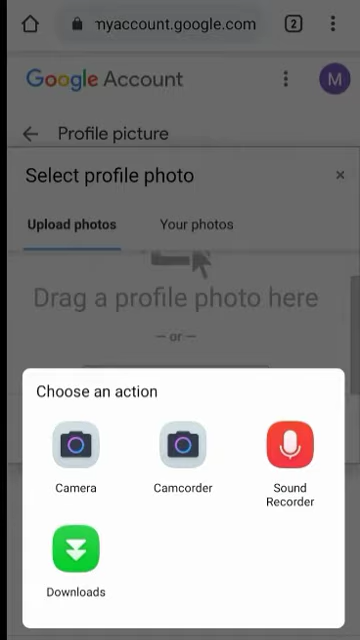 myaccount.google.com
2
Google Account
M
Profile picture
Select profile photo
×
Upload photos
Your photos
Drag a profile photo here
— or —
Choose an action
Camera
Camcorder
Sound
Recorder
Downloads